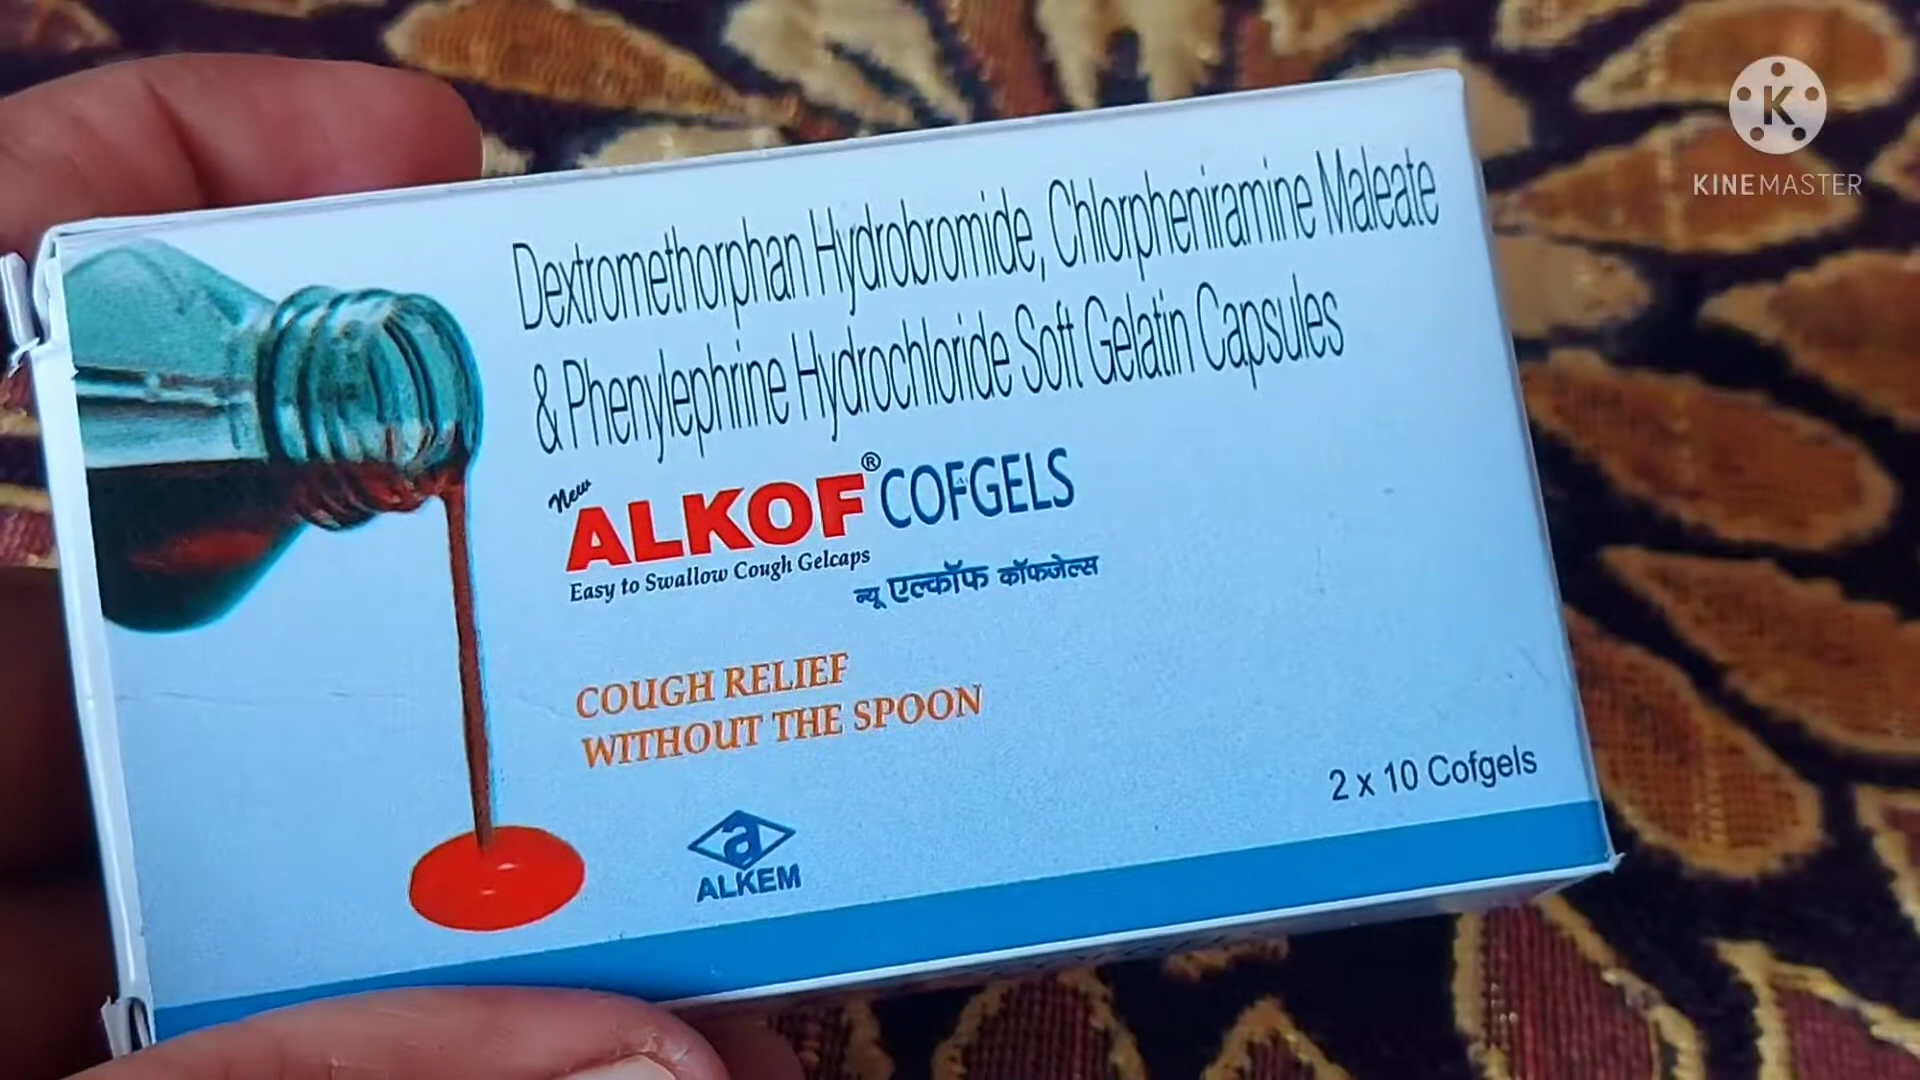 Dextromethorphan Hydrobromide, Chlorpheniramine Maleate
& Phenylephrine Hydrochloride Soft Gelatin Capsules
New ALKOF® COFGELS
Easy to Swallow Cough Gelcaps
न्यू एल्कॉफ कॉफजेल्स
COUGH RELIEF
WITHOUT THE SPOON
2 x 10 Cofgels
a
ALKEM
K
KINEMASTER